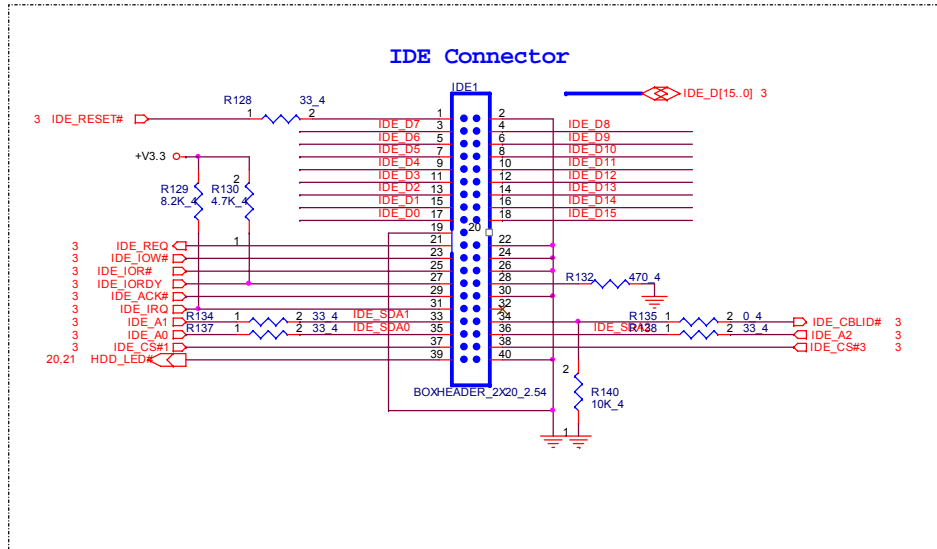 IDE Connector
IDE1
IDE_D[15..0] 3
R128 33_4
3 IDE_RESET# 1 2 1 2
IDE_D7 3 4 IDE_D8
IDE_D6 5 6 IDE_D9
+V3.3 IDE_D5 7 8 IDE_D10
IDE_D4 9 10 IDE_D11
IDE_D3 11 12 IDE_D12
R129 R130 2
8.2K_4 4.7K_4
IDE_D2 13 14 IDE_D13
IDE_D1 15 16 IDE_D14
IDE_D0 17 18 IDE_D15
19 20
3 IDE_REQ 1 21 22
3 IDE_IOW# 23 24
3 IDE_IOR# 25 26
3 IDE_IORDY 27 28 R132 470_4
3 IDE_ACK# 29 30
3 IDE_IRQ 31 32
3 IDE_A1 R134 1 2 33_4 IDE_SDA1 33 34 R135 1 2 0_4 IDE_CBLID# 3
3 IDE_A0 R137 1 2 33_4 IDE_SDA0 35 36 R138 1 2 33_4 IDE_A2 3
3 IDE_CS#1 37 38 IDE_CS#3 3
20,21 HDD_LED# 39 40
BOXHEADER_2X20_2.54
2 R140
10K_4
1